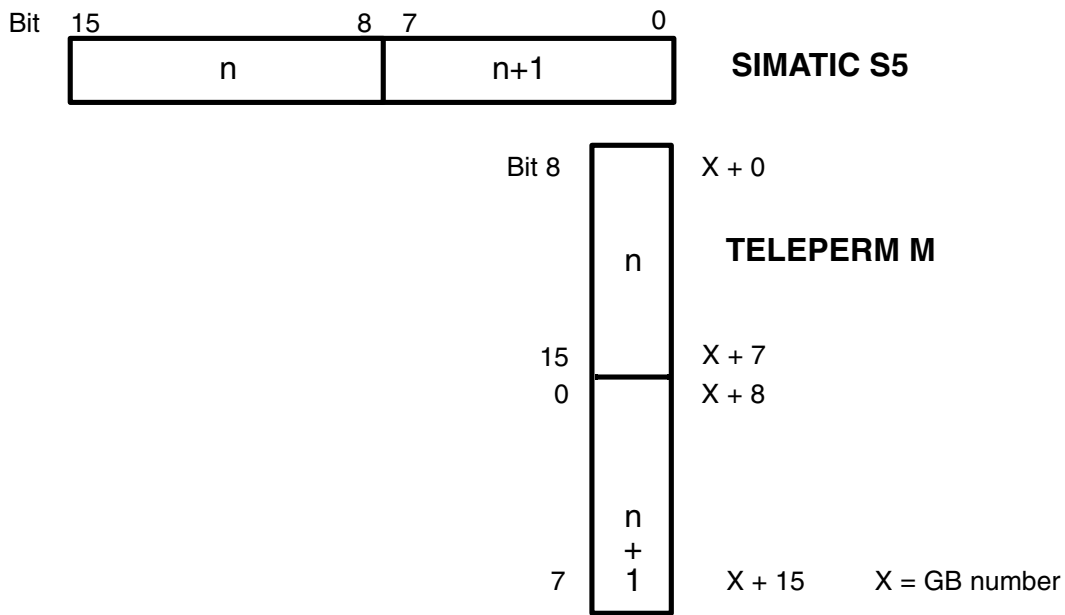 Bit 15 8 7 0
n n+1 SIMATIC S5
Bit 8 X + 0
n TELEPERM M
15 X + 7
0 X + 8
n
+
7 1 X + 15 X = GB number